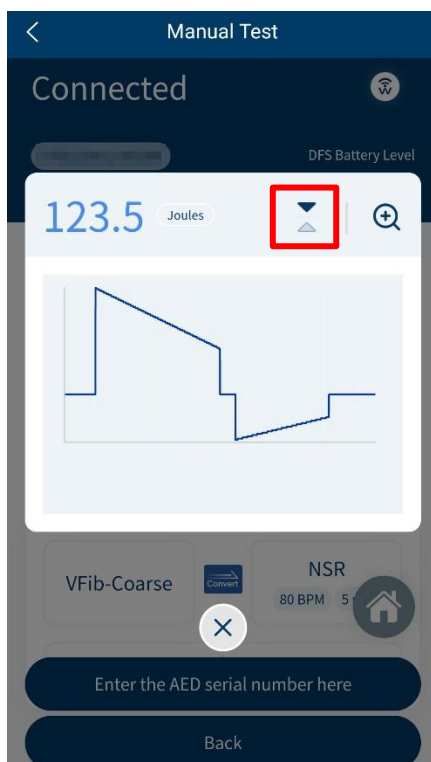 Manual Test
Connected
DFS Battery Level
123.5 Joules
VFib-Coarse
Convert
NSR
80 BPM 5
Enter the AED serial number here
Back